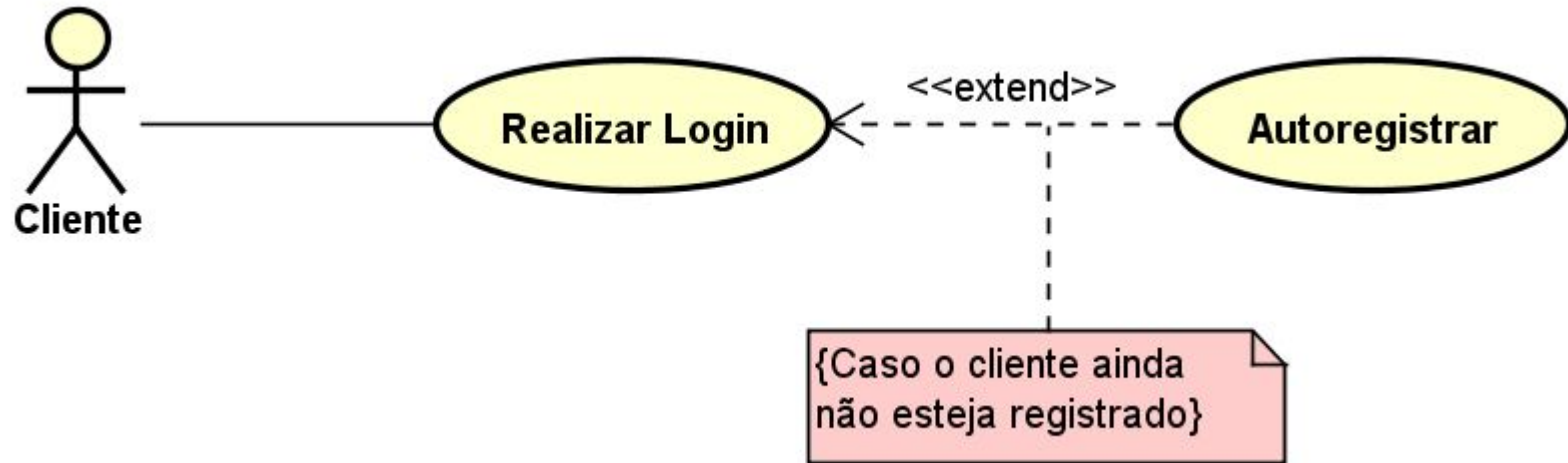 Cliente
Realizar Login
<<extend>>
Autoregistrar
{Caso o cliente ainda
não esteja registrado}